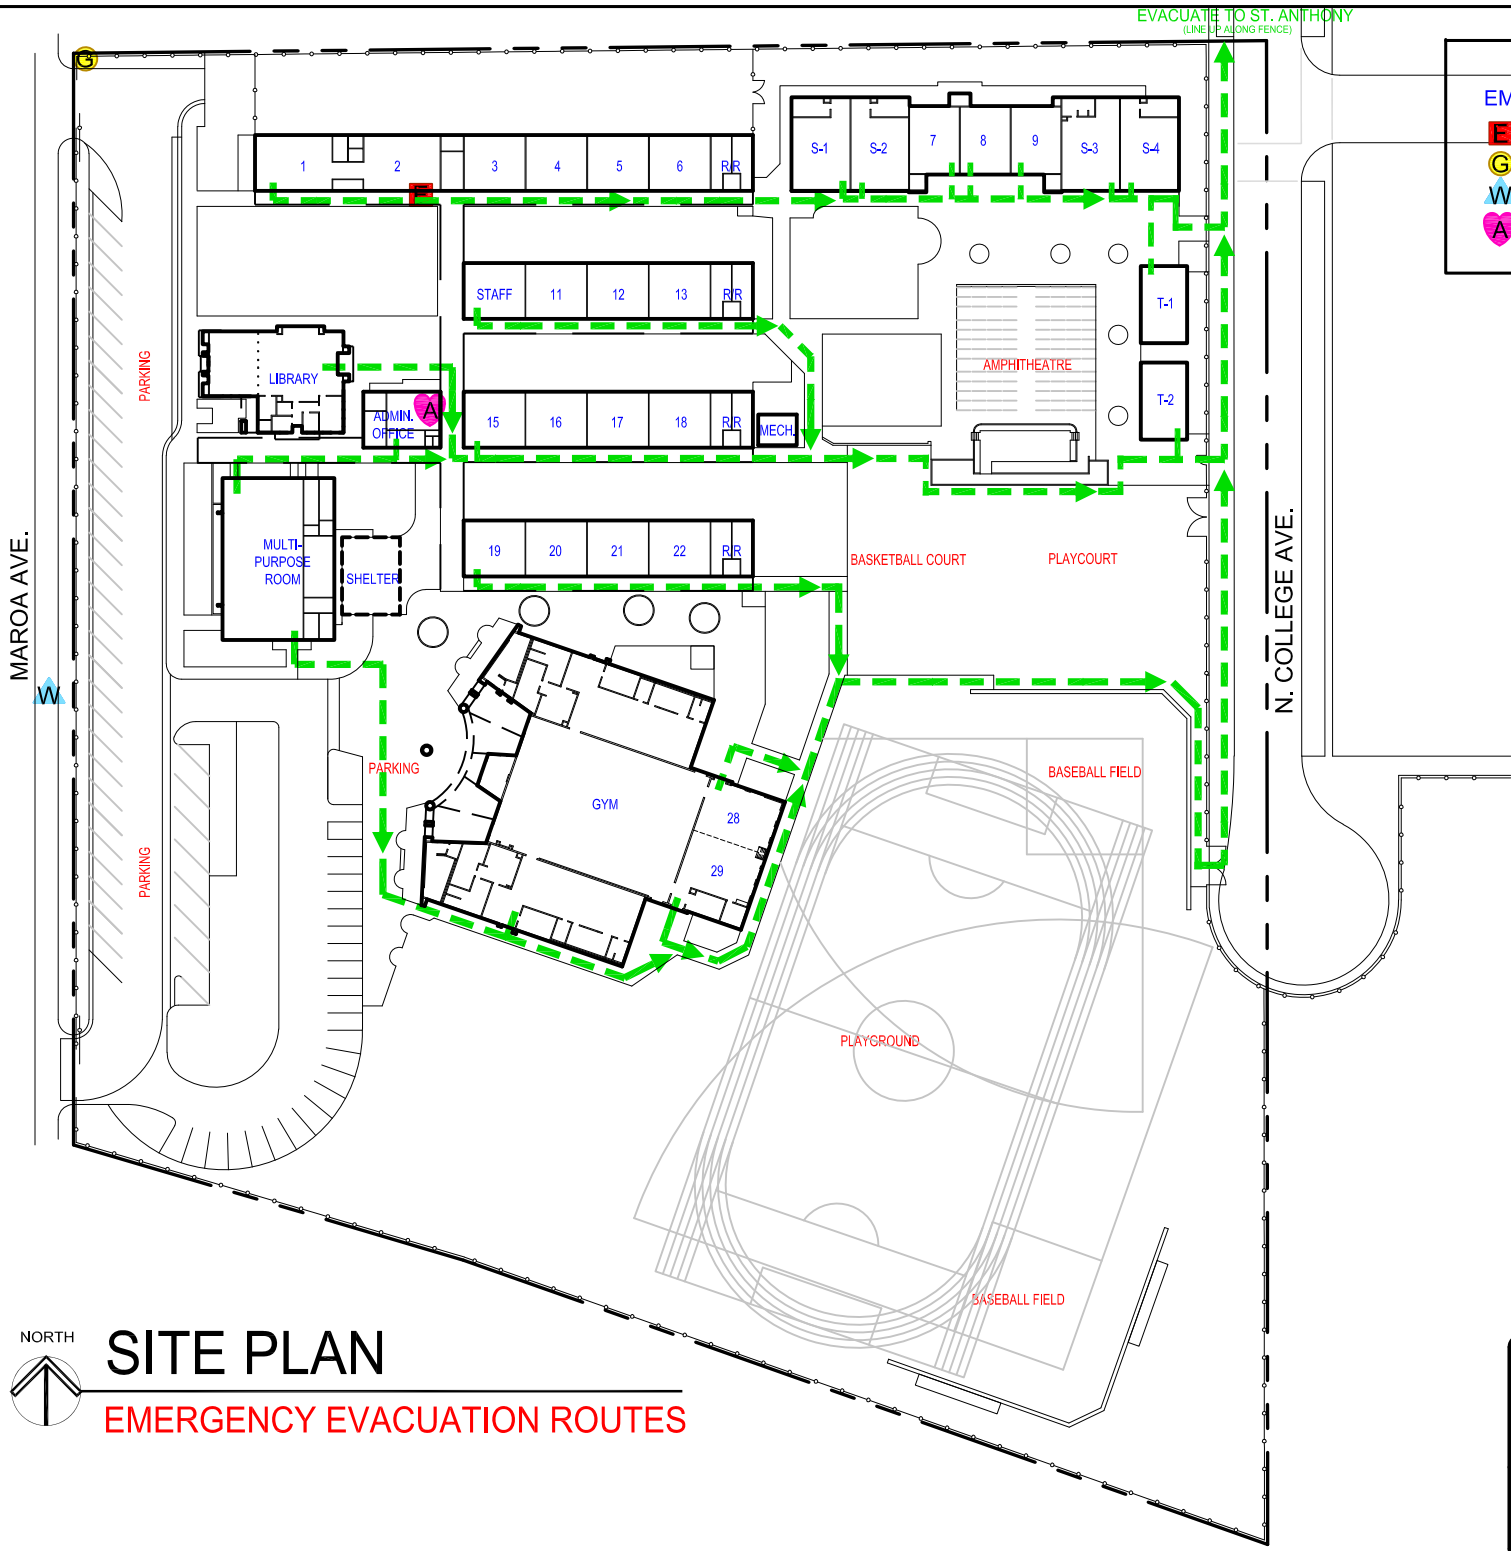 EVACUATE TO ST. ANTHONY
(LINE UP ALONG FENCE)
G
EM
E
G
W
A
1
2
3
4
5
6
R/R
S-1
S-2
7
8
9
S-3
S-4
E
STAFF
11
12
13
R/R
T-1
PARKING
LIBRARY
AMPHITHEATRE
T-2
ADMIN.
OFFICE
A
15
16
17
18
R/R
MECH.
MAROA AVE.
MULTI-
PURPOSE
ROOM
SHELTER
19
20
21
22
R/R
BASKETBALL COURT
PLAYCOURT
N. COLLEGE AVE.
W
PARKING
BASEBALL FIELD
GYM
28
29
PARKING
PLAYGROUND
BASEBALL FIELD
NORTH
SITE PLAN
EMERGENCY EVACUATION ROUTES